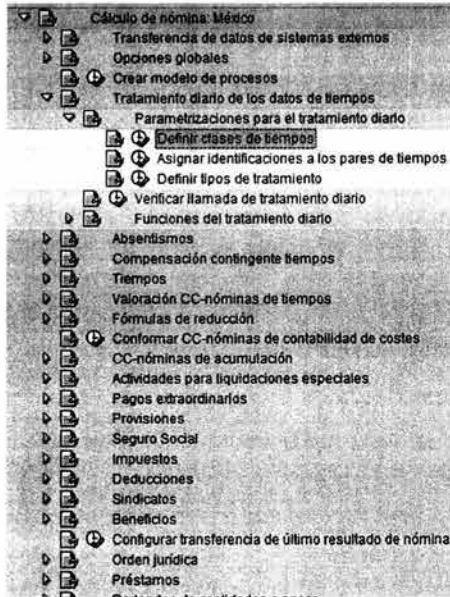 Cálculo de nómina: México
Transferencia de datos de sistemas externos
Opciones globales
Crear modelo de procesos
Tratamiento diario de los datos de tiempos
Parametrizaciones para el tratamiento diario
Definir clases de tiempos
Asignar identificaciones a los pares de tiempos
Definir tipos de tratamiento
Verificar llamada de tratamiento diario
Funciones del tratamiento diario
Absentismos
Compensación contingente tiempos
Tiempos
Valoración CC-nóminas de tiempos
Fórmulas de reducción
Conformar CC-nóminas de contabilidad de costes
CC-nóminas de acumulación
Actividades para liquidaciones especiales
Pagos extraordinarios
Provisiones
Seguro Social
Impuestos
Deducciones
Sindicatos
Beneficios
Configurar transferencia de último resultado de nómina
Orden jurídica
Préstamos